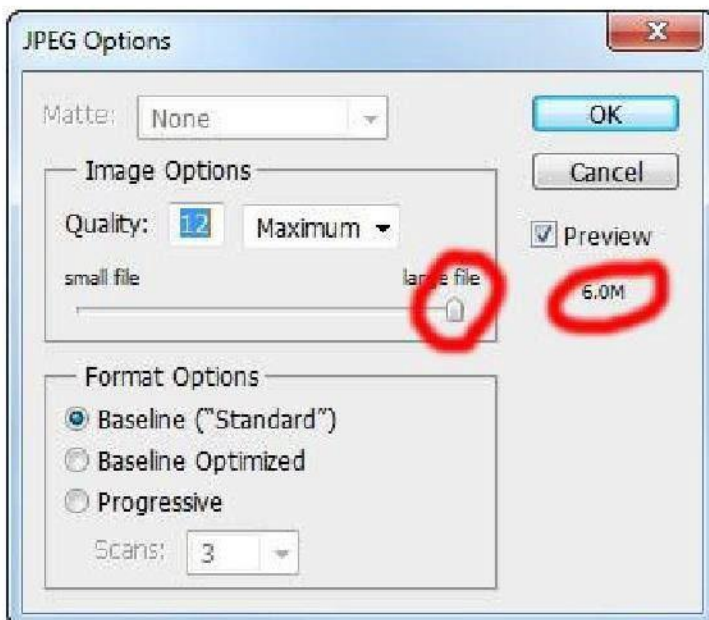 JPEG Options
Matte: None
OK
Image Options
Cancel
Quality: 12 Maximum
Preview
small file large file
6.0M
Format Options
Baseline ("Standard")
Baseline Optimized
Progressive
Scans: 3